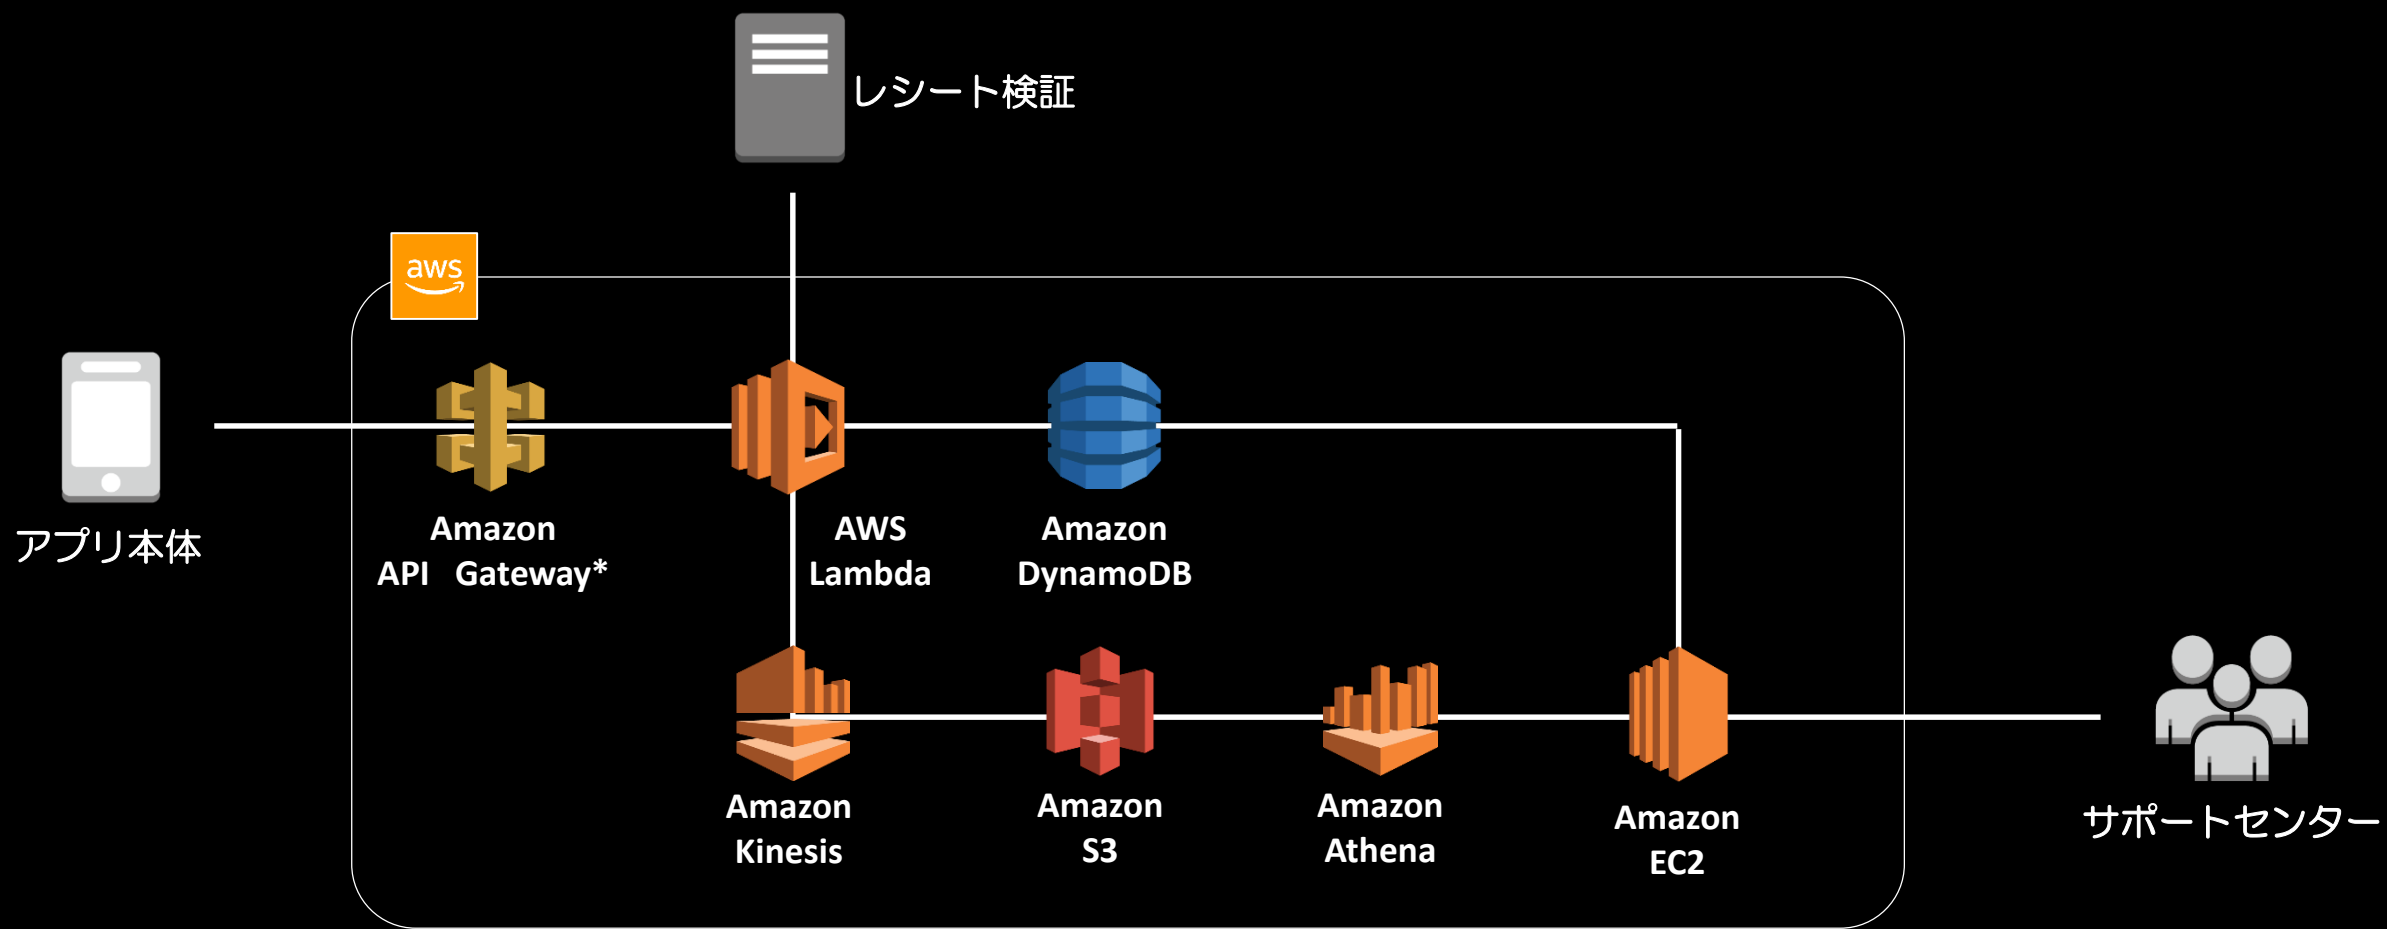 レシート検証
aws
アプリ本体
Amazon
API Gateway*
AWS
Lambda
Amazon
DynamoDB
Amazon
Kinesis
Amazon
S3
Amazon
Athena
Amazon
EC2
サポートセンター